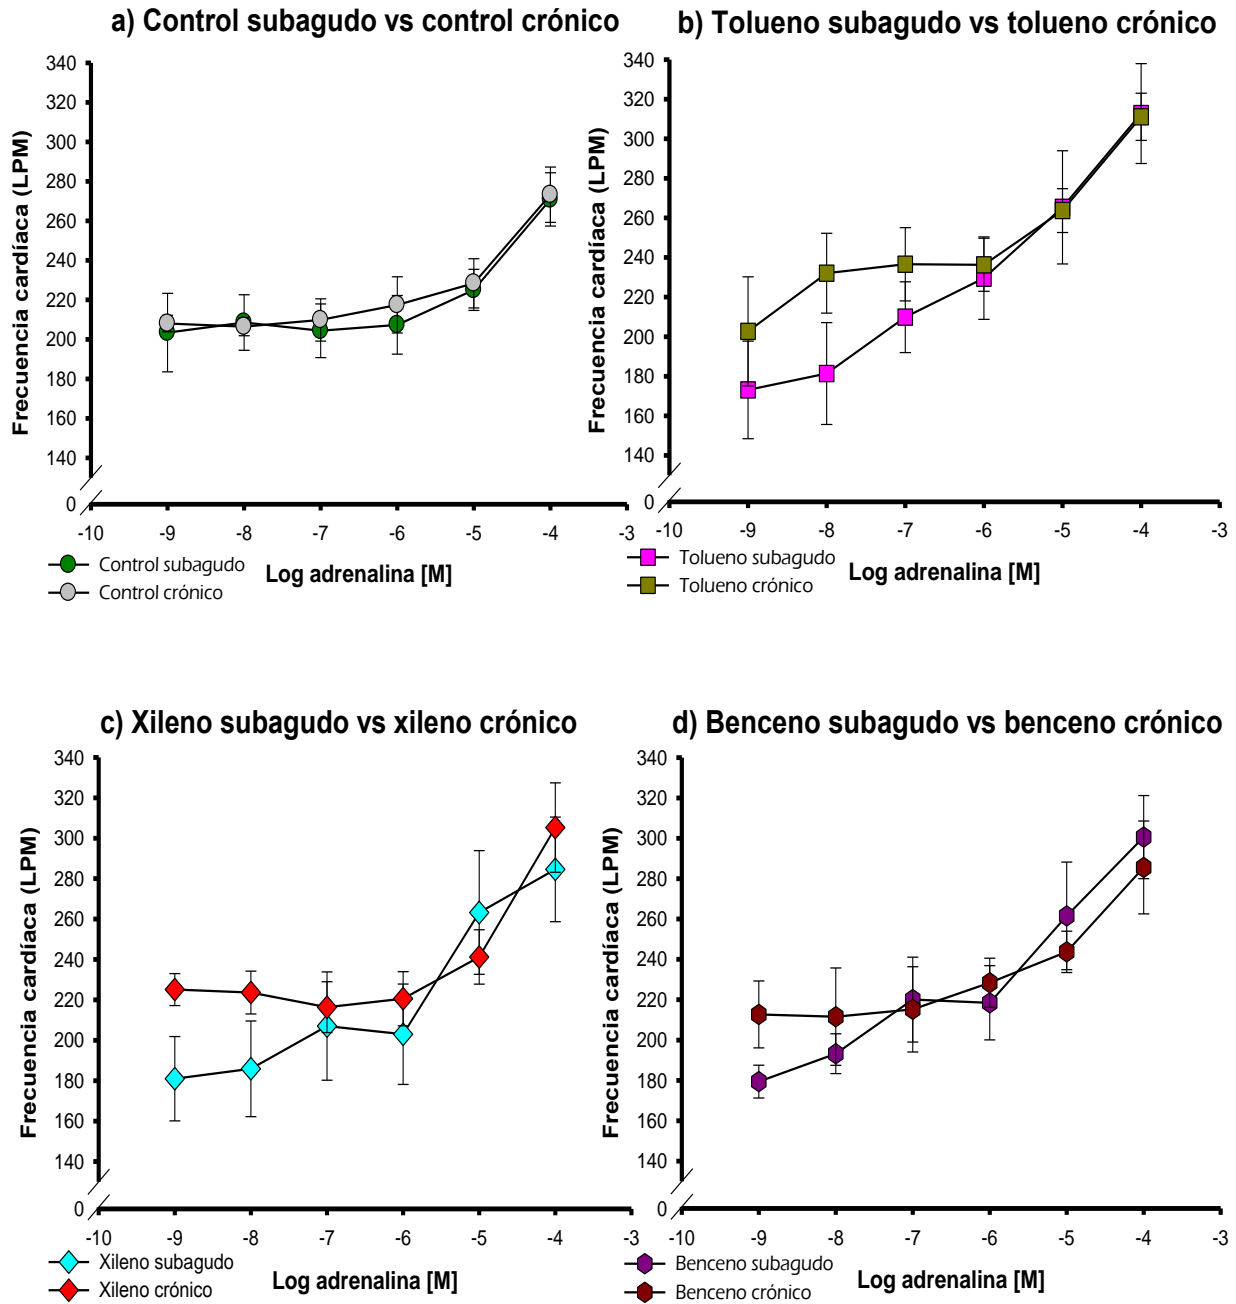 a) Control subagudo vs control crónico
Frecuencia cardíaca (LPM)
340
320
300
280
260
240
220
200
180
160
140
0
-10 -9 -8 -7 -6 -5 -4 -3
Control subagudo
Control crónico
Log adrenalina [M]
b) Tolueno subagudo vs tolueno crónico
Frecuencia cardíaca (LPM)
340
320
300
280
260
240
220
200
180
160
140
0
-10 -9 -8 -7 -6 -5 -4 -3
Tolueno subagudo
Tolueno crónico
Log adrenalina [M]
c) Xileno subagudo vs xileno crónico
Frecuencia cardíaca (LPM)
340
320
300
280
260
240
220
200
180
160
140
0
-10 -9 -8 -7 -6 -5 -4 -3
Xileno subagudo
Xileno crónico
Log adrenalina [M]
d) Benceno subagudo vs benceno crónico
Frecuencia cardíaca (LPM)
340
320
300
280
260
240
220
200
180
160
140
0
-10 -9 -8 -7 -6 -5 -4 -3
Benceno subagudo
Benceno crónico
Log adrenalina [M]